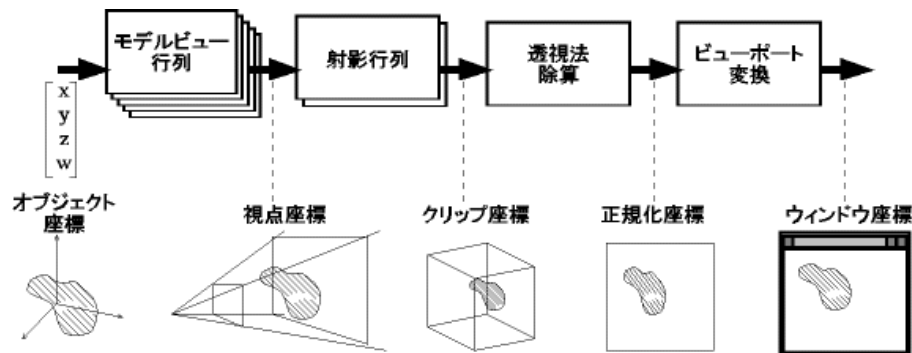 モデルビュー
行列
射影行列
透視法
除算
ビューポート
変換
x
y
z
w
オブジェクト
座標
視点座標
クリップ座標
正規化座標
ウィンドウ座標